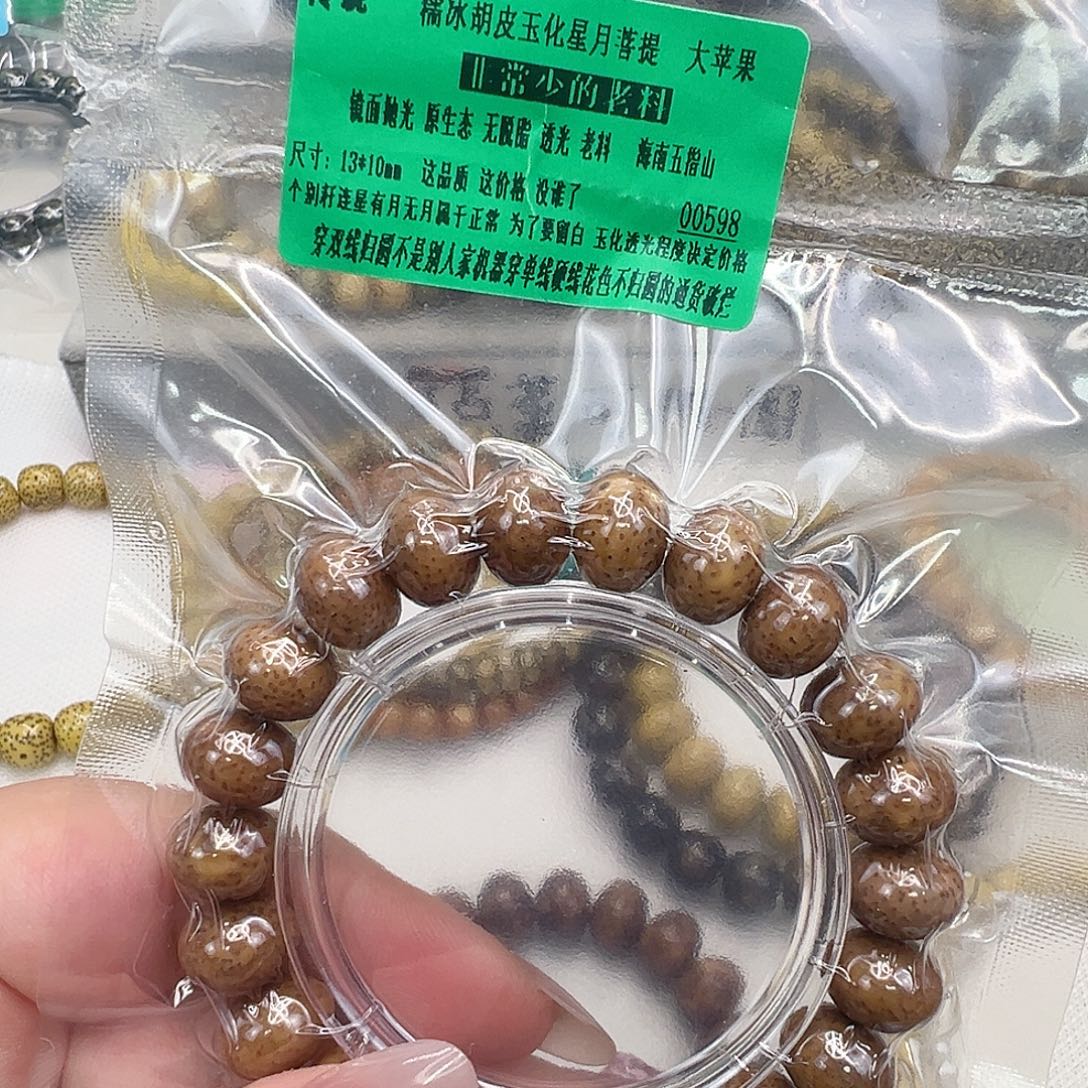 糯冰胡皮玉化星月菩提 大苹果
非常少的老料
镜面抛光 原生态 无脱脂 透光 老料 海南五指山
尺寸: 13*10mm 这品质 这价格 没谁了
00598
个别杆连星有月无月属于正常 为了要留白 玉化透光程度决定价格
穿双线归圆不是别人家机器穿单线硬线花色不归圆的通货破烂